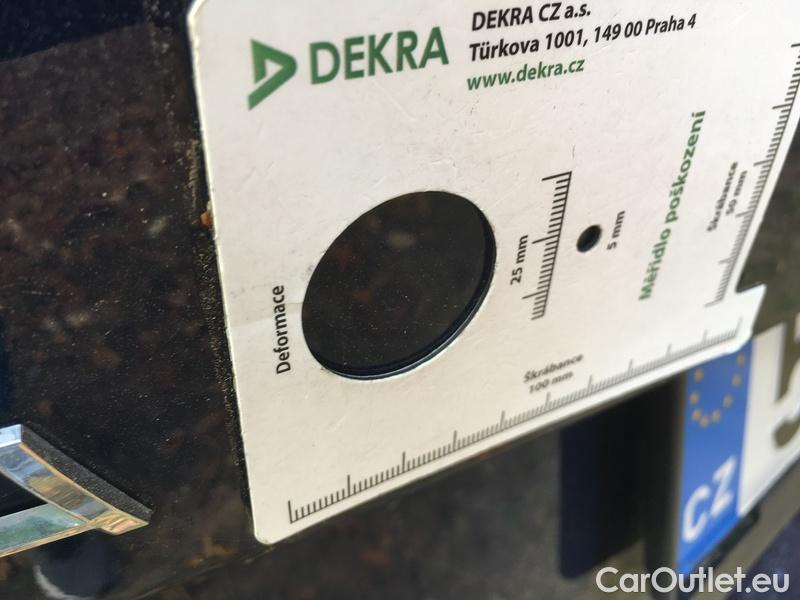 DEKRA
DEKRA CZ a.s.
Türkova 1001, 149 00 Praha 4
www.dekra.cz
Deformace
25 mm
5 mm
Měřidlo poškození
Škrábance
50 mm
Škrábance
100 mm
CZ
CarOutlet.eu